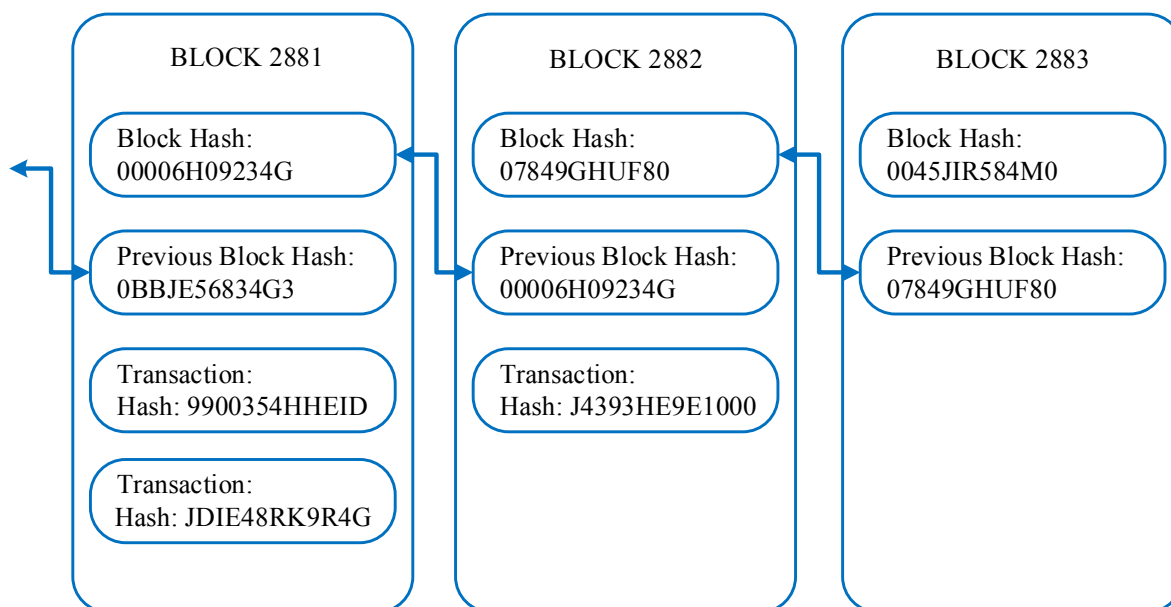 BLOCK 2881
Block Hash:
00006H09234G
Previous Block Hash:
0BBJE56834G3
Transaction:
Hash: 9900354HHEID
Transaction:
Hash: JDIE48RK9R4G
BLOCK 2882
Block Hash:
07849GHUF80
Previous Block Hash:
00006H09234G
Transaction:
Hash: J4393HE9E1000
BLOCK 2883
Block Hash:
0045JIR584M0
Previous Block Hash:
07849GHUF80